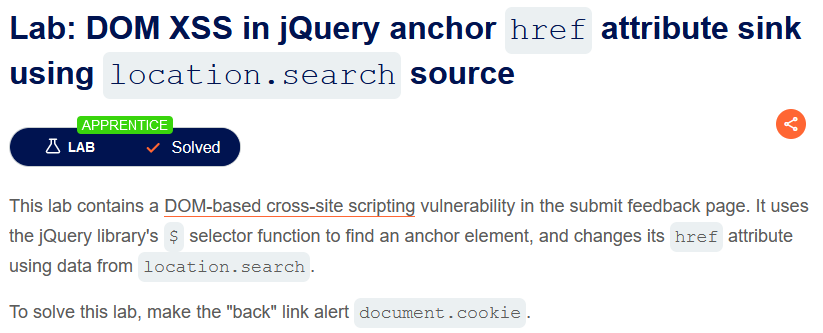 Lab: DOM XSS in jQuery anchor href attribute sink
using location.search source
APPRENTICE
LAB Solved
This lab contains a DOM-based cross-site scripting vulnerability in the submit feedback page. It uses
the jQuery library's $ selector function to find an anchor element, and changes its href attribute
using data from location.search.
To solve this lab, make the "back" link alert document.cookie.